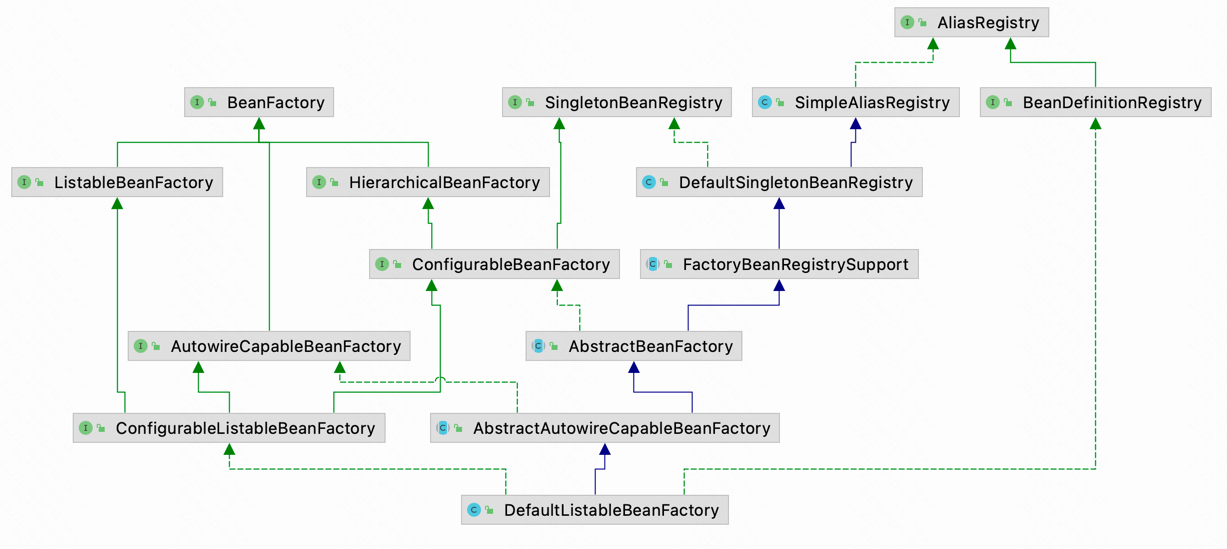 I AliasRegistry
I BeanFactory
I SingletonBeanRegistry
C SimpleAliasRegistry
I BeanDefinitionRegistry
I ListableBeanFactory
I HierarchicalBeanFactory
C DefaultSingletonBeanRegistry
I ConfigurableBeanFactory
C FactoryBeanRegistrySupport
I AutowireCapableBeanFactory
C AbstractBeanFactory
I ConfigurableListableBeanFactory
C AbstractAutowireCapableBeanFactory
C DefaultListableBeanFactory